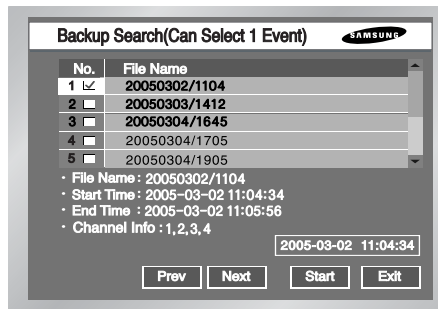 Backup Search(Can Select 1 Event) SAMSUNG
No. File Name
1 20050302/1104
2 20050303/1412
3 20050304/1645
4 20050304/1705
5 20050304/1905
· File Name : 20050302/1104
· Start Time : 2005-03-02 11:04:34
· End Time : 2005-03-02 11:05:56
· Channel Info : 1,2,3,4
2005-03-02 11:04:34
Prev Next Start Exit